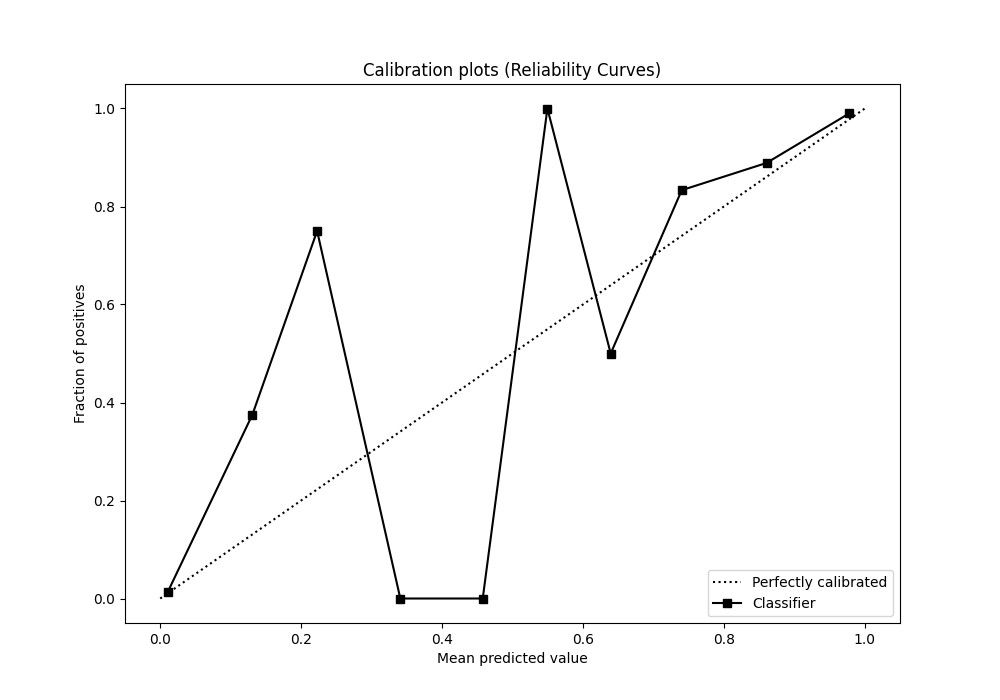 Calibration plots (Reliability Curves)
1.0
0.8
0.6
0.4
0.2
0.0
Fraction of positives
0.0 0.2 0.4 0.6 0.8 1.0
Mean predicted value
Perfectly calibrated
Classifier